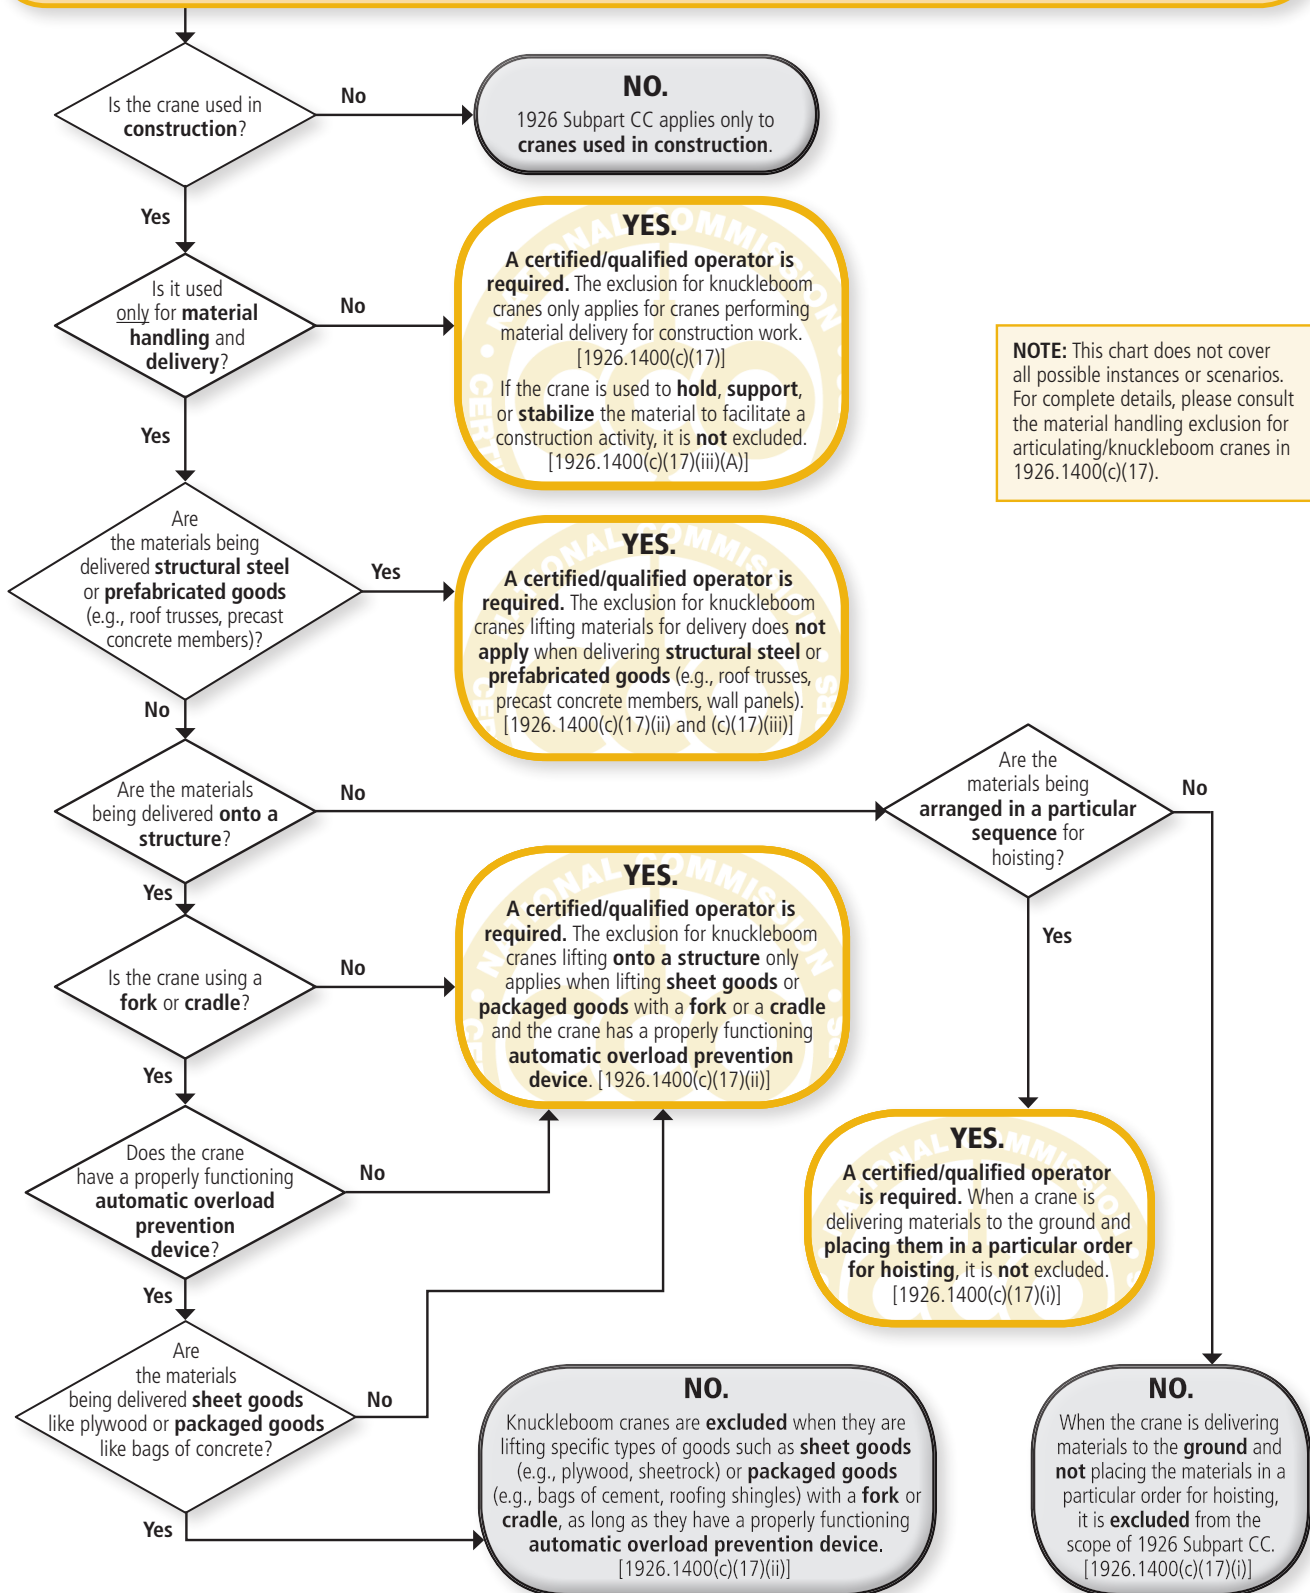 Is the crane used in
construction?
No
NO.
1926 Subpart CC applies only to
cranes used in construction.
Yes
Is it used
only for material
handling and
delivery?
No
YES.
A certified/qualified operator is
required. The exclusion for knuckleboom
cranes only applies for cranes performing
material delivery for construction work.
[1926.1400(c)(17)]
If the crane is used to hold, support,
or stabilize the material to facilitate a
construction activity, it is not excluded.
[1926.1400(c)(17)(iii)(A)]
NOTE: This chart does not cover
all possible instances or scenarios.
For complete details, please consult
the material handling exclusion for
articulating/knuckleboom cranes in
1926.1400(c)(17).
Yes
Are
the materials being
delivered structural steel
or prefabricated goods
(e.g., roof trusses, precast
concrete members)?
Yes
YES.
A certified/qualified operator is
required. The exclusion for knuckleboom
cranes lifting materials for delivery does not
apply when delivering structural steel or
prefabricated goods (e.g., roof trusses,
precast concrete members, wall panels).
[1926.1400(c)(17)(ii) and (c)(17)(iii)]
No
Are the materials
being delivered onto a
structure?
No
Are the
materials being
arranged in a particular
sequence for
hoisting?
No
Yes
Yes
Is the crane using a
fork or cradle?
No
YES.
A certified/qualified operator is
required. The exclusion for knuckleboom
cranes lifting onto a structure only
applies when lifting sheet goods or
packaged goods with a fork or a cradle
and the crane has a properly functioning
automatic overload prevention
device. [1926.1400(c)(17)(ii)]
Yes
Does the crane
have a properly functioning
automatic overload
prevention
device?
No
YES.
A certified/qualified operator
is required. When a crane is
delivering materials to the ground and
placing them in a particular order
for hoisting, it is not excluded.
[1926.1400(c)(17)(i)]
Yes
Are
the materials
being delivered sheet goods
like plywood or packaged goods
like bags of concrete?
No
Yes
NO.
Knuckleboom cranes are excluded when they are
lifting specific types of goods such as sheet goods
(e.g., plywood, sheetrock) or packaged goods
(e.g., bags of cement, roofing shingles) with a fork or
cradle, as long as they have a properly functioning
automatic overload prevention device.
[1926.1400(c)(17)(ii)]
NO.
When the crane is delivering
materials to the ground and
not placing the materials in a
particular order for hoisting,
it is excluded from the
scope of 1926 Subpart CC.
[1926.1400(c)(17)(i)]